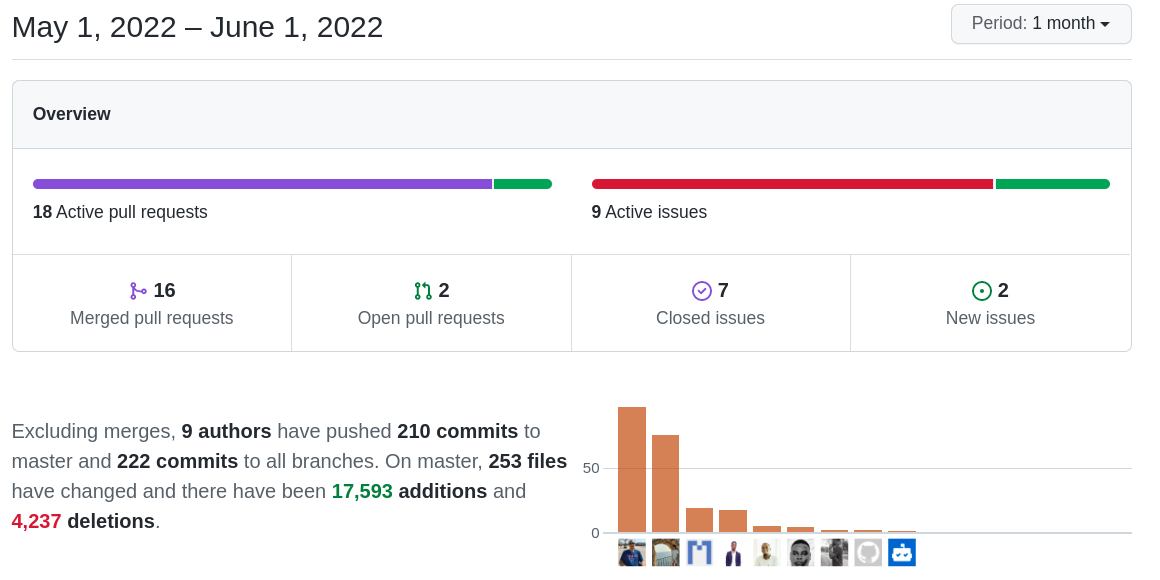 May 1, 2022 – June 1, 2022
Period: 1 month
Overview
18 Active pull requests
9 Active issues
16
Merged pull requests
2
Open pull requests
7
Closed issues
2
New issues
Excluding merges, 9 authors have pushed 210 commits to
master and 222 commits to all branches. On master, 253 files
have changed and there have been 17,593 additions and
4,237 deletions.
50
0